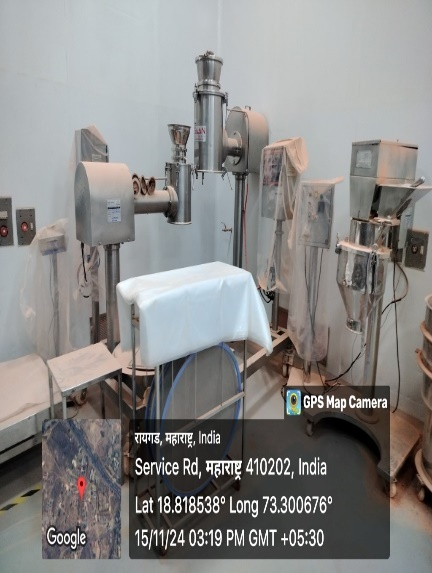 GPS Map Camera
रायगड, महाराष्ट्र, India
Service Rd, महाराष्ट्र 410202, India
Lat 18.818538° Long 73.300676°
15/11/24 03:19 PM GMT +05:30
Google